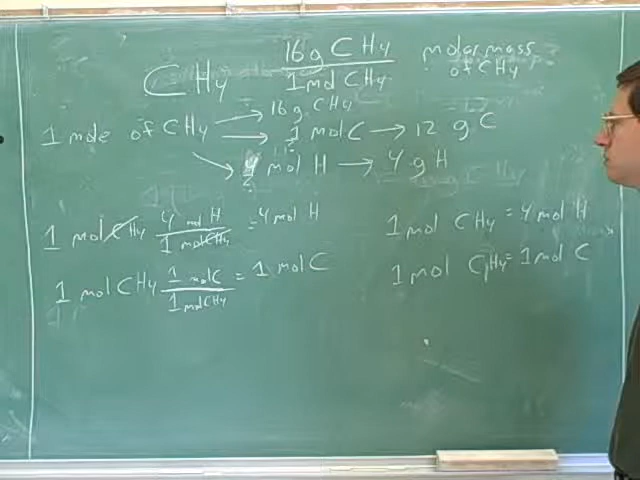 CH4 16 g CH4 / 1 mol CH4 molar mass of CH4
16 g CH4
1 mole of CH4 → 1 mol C → 12 g C
4 mol H → 4 g H
1 mol CH4 4 mol H / 1 mol CH4 = 4 mol H
1 mol CH4 = 4 mol H
1 mol CH4 1 mol C / 1 mol CH4 = 1 mol C
1 mol CH4 = 1 mol C